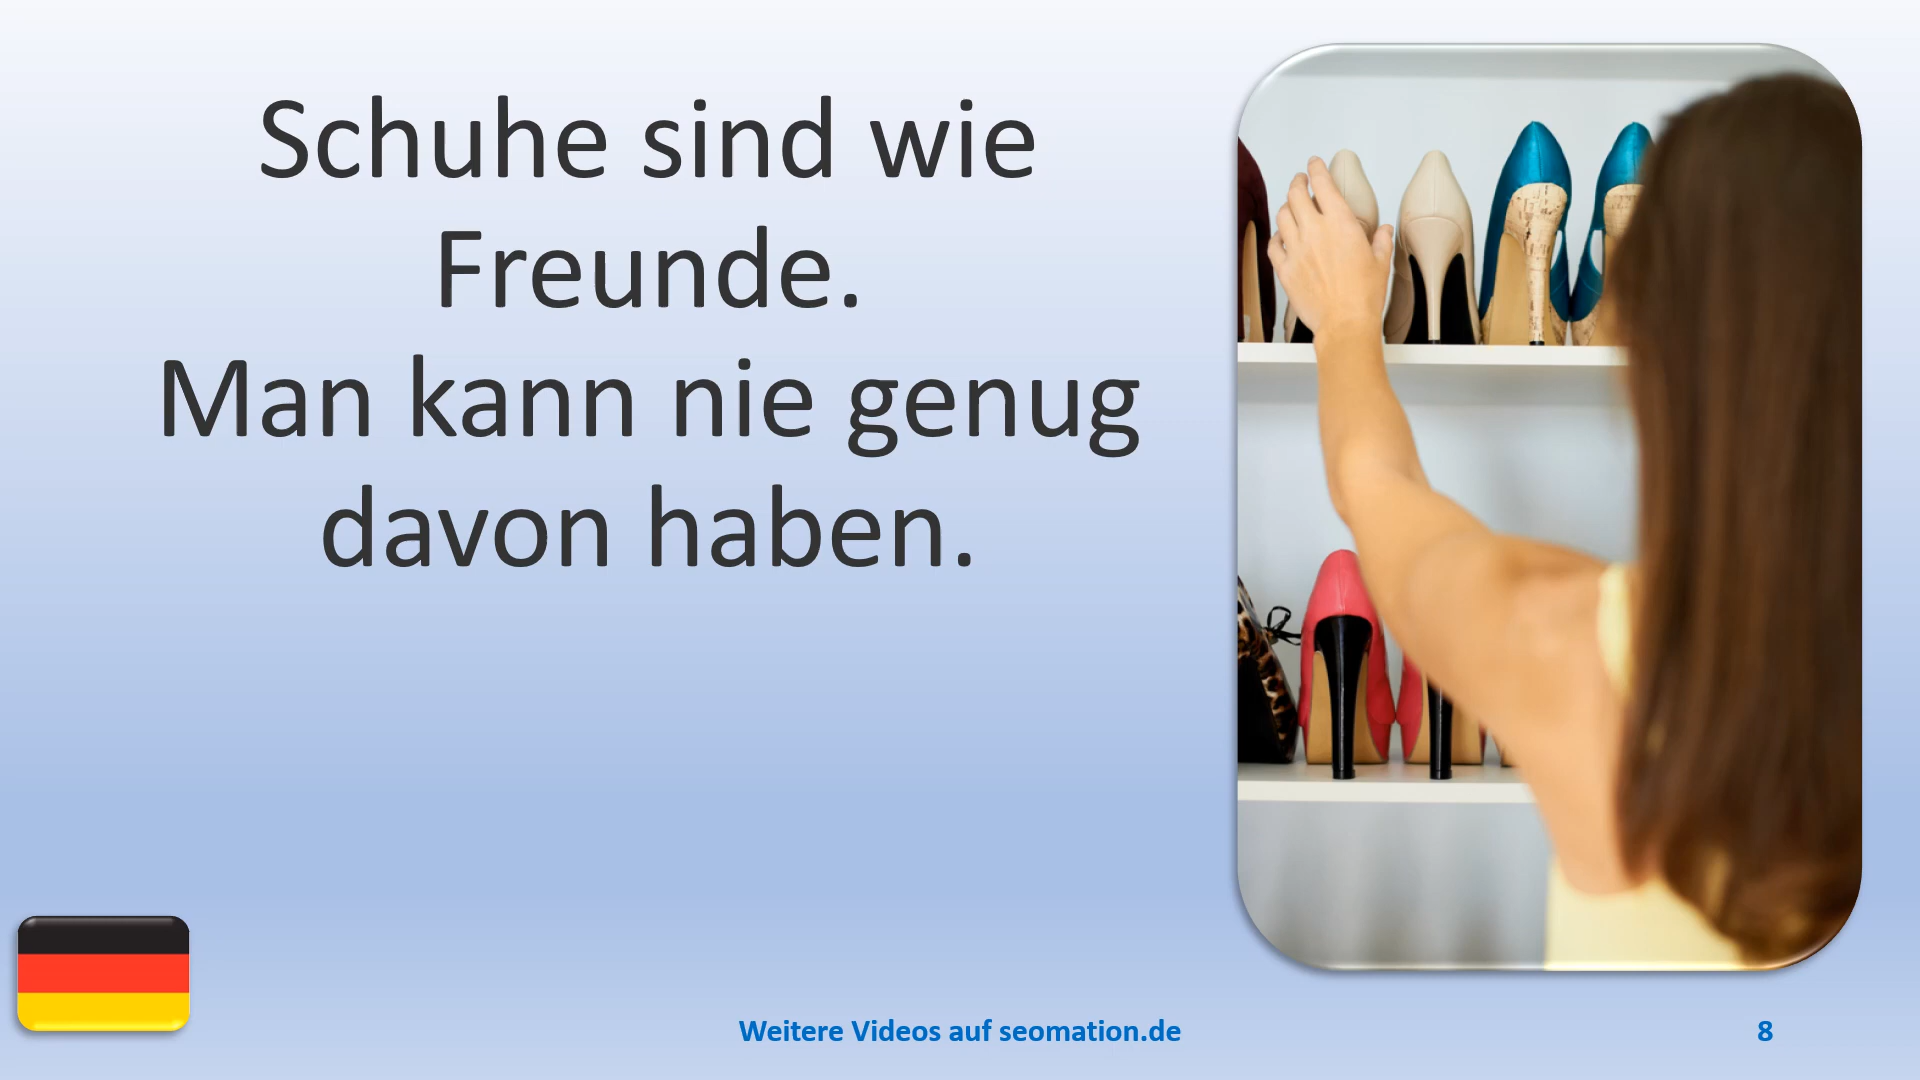 Schuhe sind wie
Freunde.
Man kann nie genug
davon haben.
Weitere Videos auf seomation.de
8